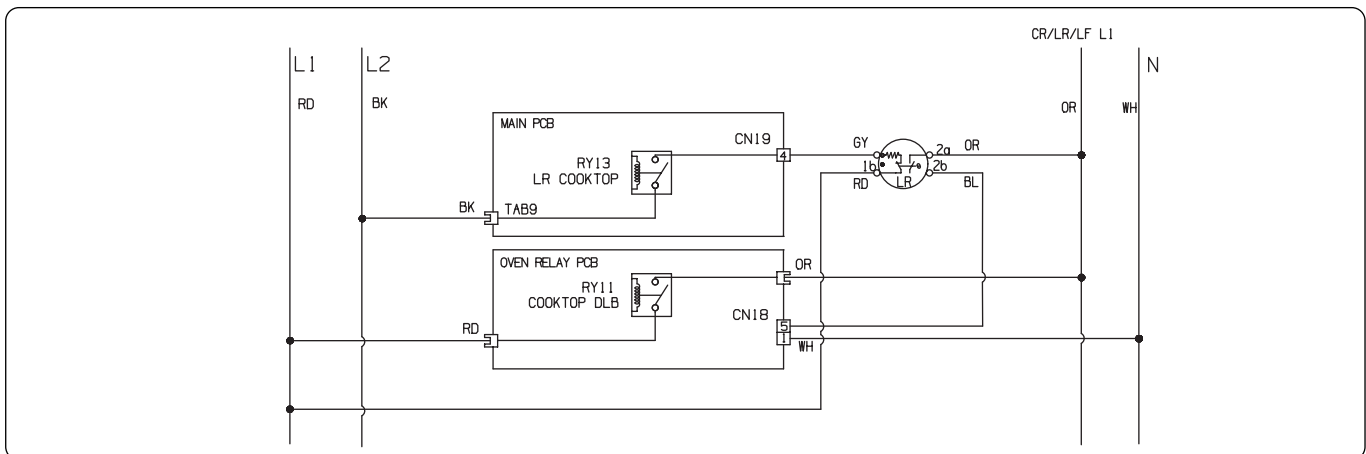 CR/LR/LF L1
L1 L2 N
RD BK OR WH
MAIN PCB
CN19
4
GY 2a OR
RY13
LR COOKTOP
1b LR 2b
RD BL
BK TAB9
OVEN RELAY PCB
OR
RY11
COOKTOP DLB
CN18
RD
5
1
WH